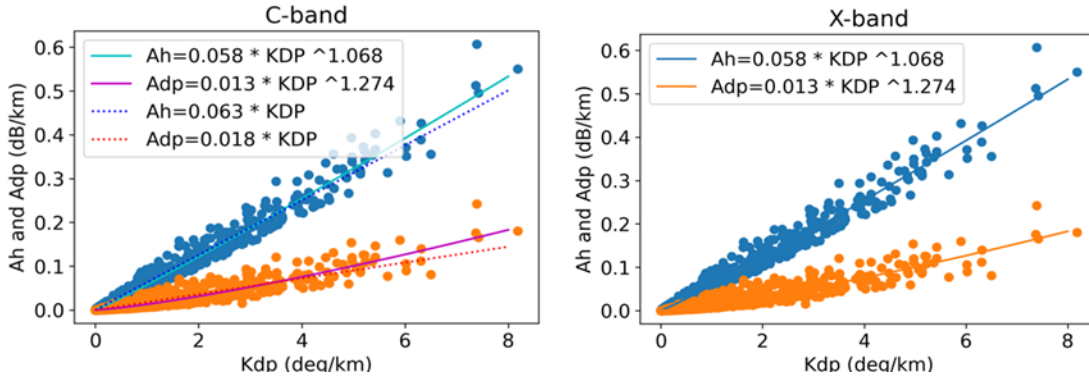 C-band
Ah=0.058 * KDP ^1.068
Adp=0.013 * KDP ^1.274
Ah=0.063 * KDP
Adp=0.018 * KDP
Ah and Adp (dB/km)
0.6
0.5
0.4
0.3
0.2
0.1
0.0
0 2 4 6 8
Kdp (deg/km)
X-band
Ah=0.058 * KDP ^1.068
Adp=0.013 * KDP ^1.274
Ah and Adp (dB/km)
0.6
0.5
0.4
0.3
0.2
0.1
0.0
0 2 4 6 8
Kdp (deg/km)